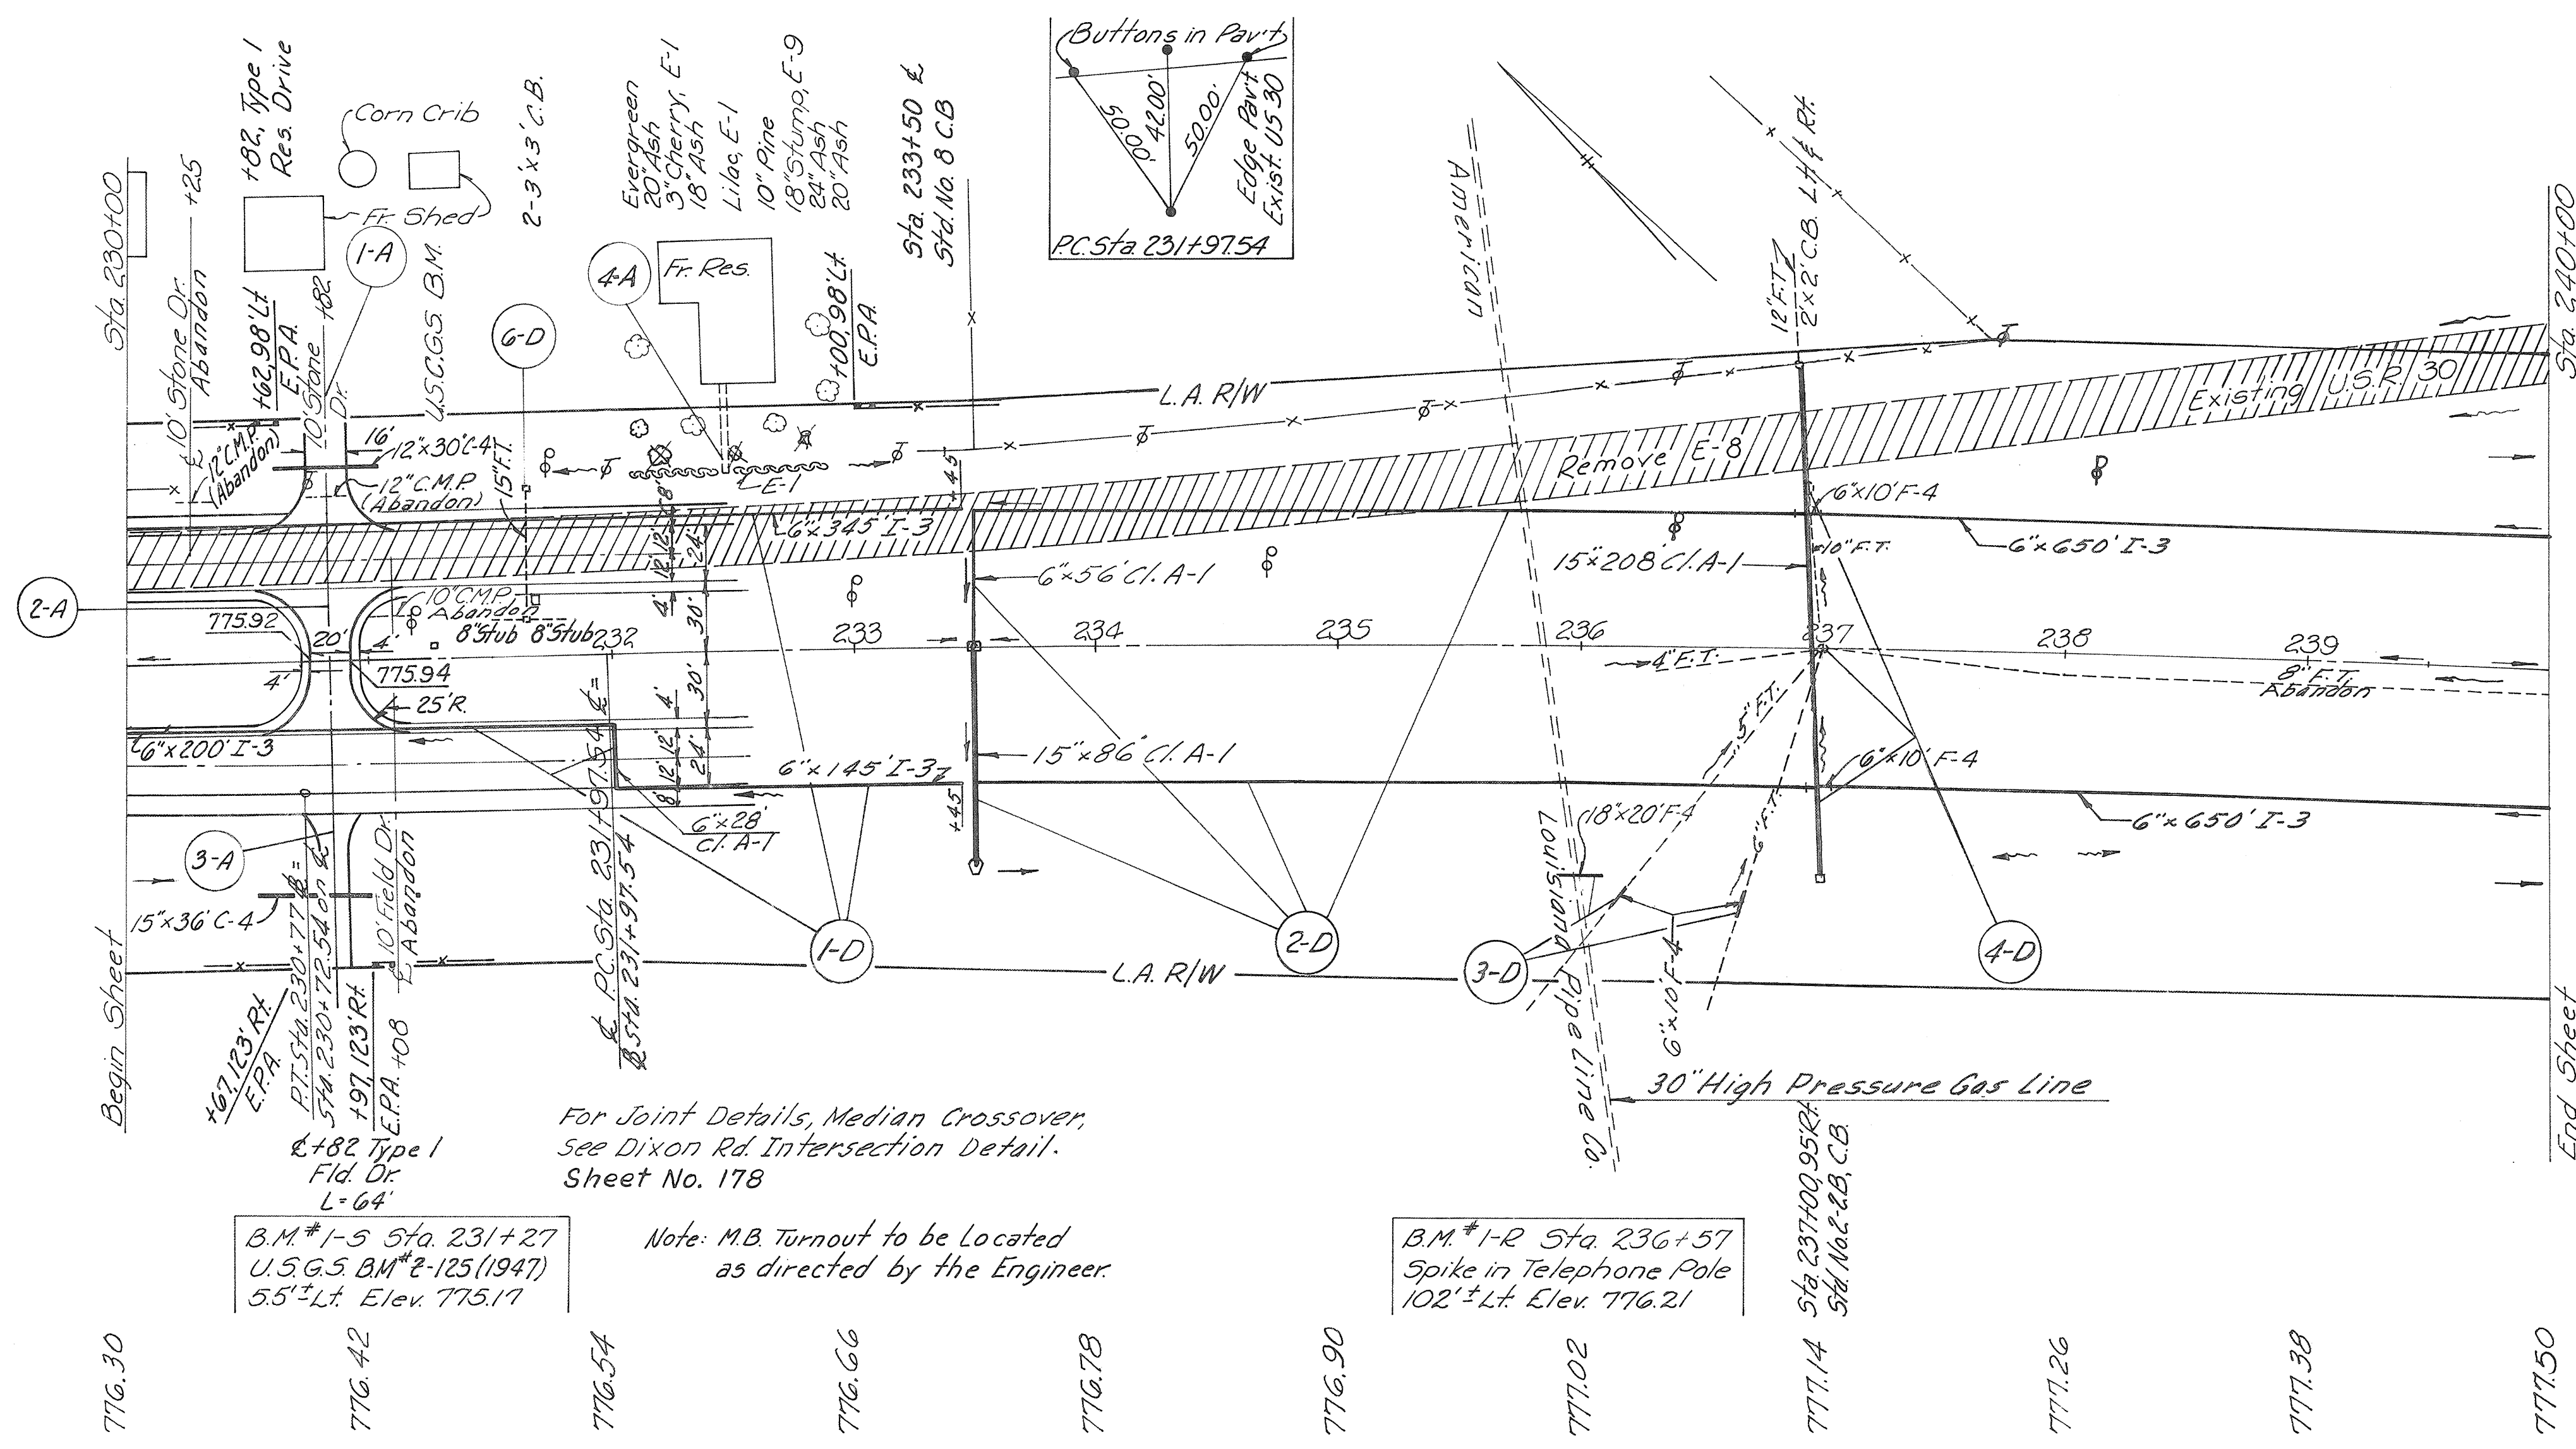 +82, Type 1
Res. Drive
Corn Crib
Fr. Shed
2-3'x3' C.B.
Evergreen
20" Ash
3" Cherry, E-1
18" Ash
Lilac, E-1
10" Pine
18" Stump, E-9
24" Ash
20" Ash
Sta. 233+50 ℄
Std. No. 8 C.B
Buttons in Pav't
50.00'
42.00'
50.00'
Edge Pav't
Exist. US 30
P.C. Sta. 231+97.54
American
12" F.T.
2'x2' C.B. Lt & Rt.
Sta. 230+00
Sta. 240+00
℄ 10' Stone Dr. +25
Abandon
+62, 98' Lt
E.P.A.
10' Stone +82
Dr.
1-A
U.S.C.G.S. B.M.
6-D
4-A
Fr. Res.
+00, 98' Lt.
E.P.A.
L.A. R/W
12" C.M.P.
(Abandon)
16'
12"x30' C-4
12" C.M.P.
(Abandon)
15" F.T.
E-1
+45
8'
12'
12'
24'
6"x345' I-3
Remove E-8
Existing U.S.R. 30
6"x10' F-4
10" F.T.
6"x650' I-3
15"x208' Cl. A-1
6"x56' Cl. A-1
2-A
775.92
20'
4'
10" C.M.P.
Abandon
8" Stub 8" Stub
4'
30'
232
233
234
235
236
237
238
239
4" F.T.
8" F.T.
Abandon
4'
775.94
25' R.
30'
4'
6"x200' I-3
12'
12'
24'
8'
6"x145' I-3
+45
15"x86' Cl. A-1
5" F.T.
6"x10' F-4
6"x28'
Cl. A-1
18"x20' F-4
6" F.T.
6"x650' I-3
3-A
15"x36' C-4
P.T. Sta. 230+77
Sta. 230+72.54 on ℄
℄ 10' Field Dr.
Abandon
+08
℄ P.C. Sta. 231+97.54 ℄ =
Sta. 231+97.54
1-D
2-D
3-D
4-D
Louisiana Pipe Line Co.
6"x10' F-4
L.A. R/W
Begin Sheet
End Sheet
+67, 123' Rt.
E.P.A.
+97, 123' Rt.
E.P.A.
℄ +82 Type 1
Fld. Dr.
L=64'
For Joint Details, Median Crossover,
See Dixon Rd. Intersection Detail.
Sheet No. 178
30" High Pressure Gas Line
Sta. 237+00, 95' Rt.
Std. No. 2-2B, C.B.
B.M. # 1-S Sta. 231+27
U.S.G.S. BM # Z-125 (1947)
55'± Lt. Elev. 775.17
Note: M.B. Turnout to be Located
as directed by the Engineer.
B.M. # 1-R Sta. 236+57
Spike in Telephone Pole
102'± Lt. Elev. 776.21
776.30
776.42
776.54
776.66
776.78
776.90
777.02
777.14
777.26
777.38
777.50